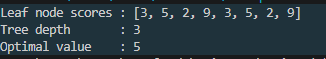 Leaf node scores : [3, 5, 2, 9, 3, 5, 2, 9]
Tree depth       : 3
Optimal value    : 5